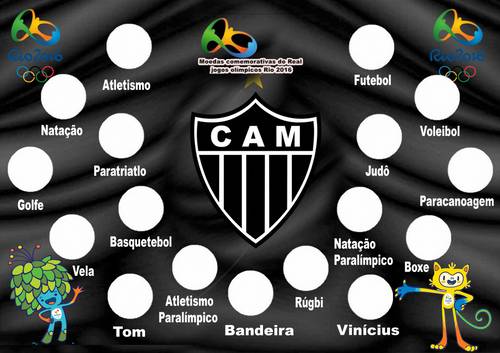 Rio2016
Moedas comemorativas do Real
jogos olímpicos Rio 2016
Rio2016
Atletismo
Futebol
Natação
Voleibol
CAM
Paratriatlo
Judô
Golfe
Paracanoagem
Basquetebol
Natação
Paralímpico
Vela
Boxe
Atletismo
Paralímpico
Rúgbi
Tom
Bandeira
Vinícius